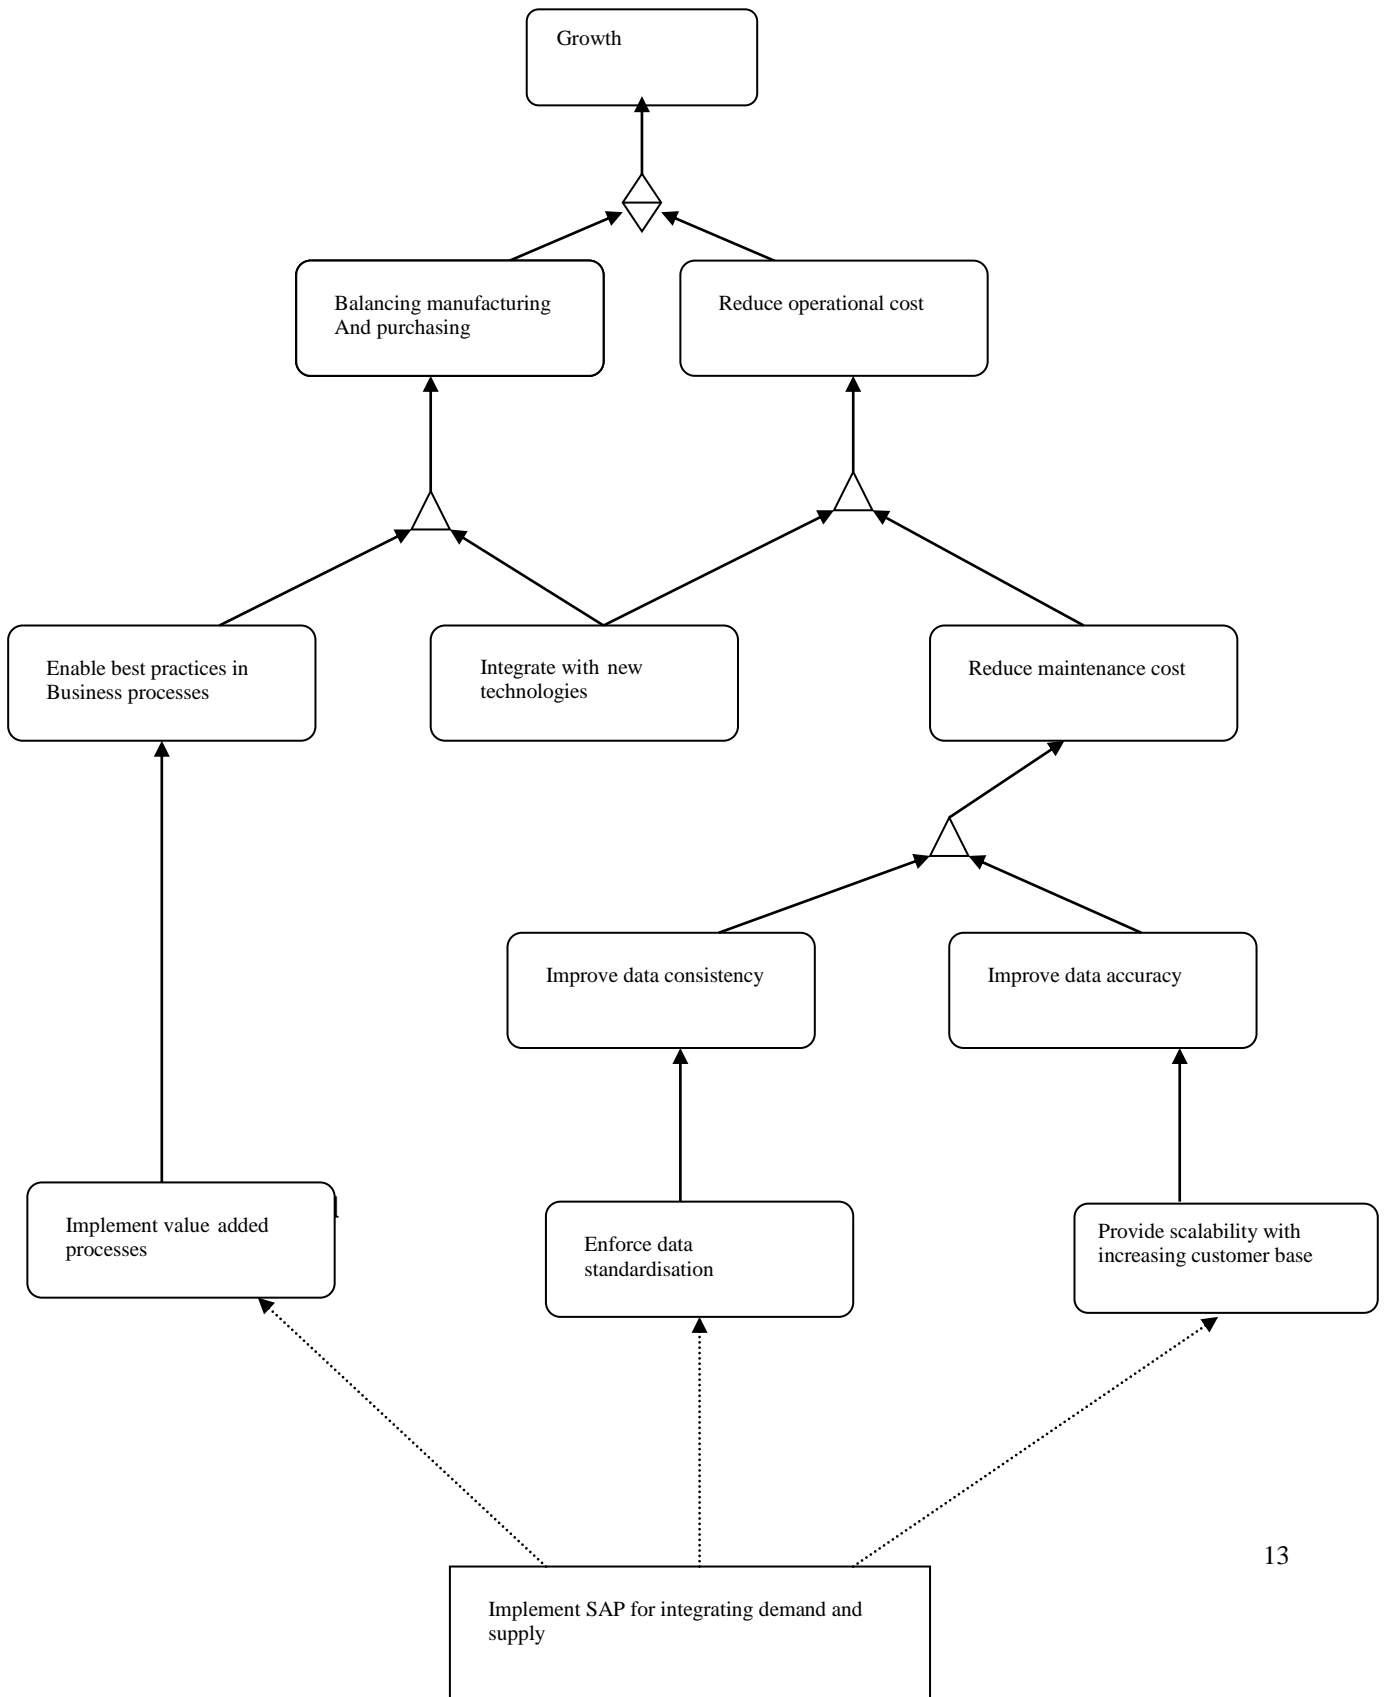 Growth
Balancing manufacturing
And purchasing
Reduce operational cost
Enable best practices in
Business processes
Integrate with new
technologies
Reduce maintenance cost
Improve data consistency
Improve data accuracy
Implement value added
processes
Enforce data
standardisation
Provide scalability with
increasing customer base
13
Implement SAP for integrating demand and
supply